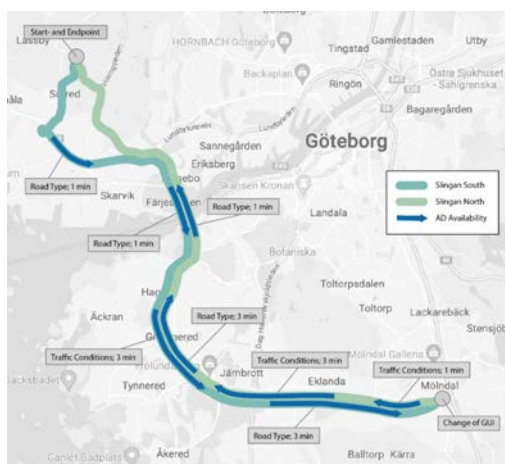 Göteborg
Lassby
Start- and Endpoint
HORNBACH Göteborg
Gamlestaden
Utby
Tingstad
Backaplan
Ringön
Östra Sjukhuset
Sahlgrenska
Bagaregården
Göteborg
Sannegården
Eriksberg
Road Type; 1 min
Skarvik
Färjes
Skansen Kronan
Landala
Slingan South
Slingan North
AD Availability
Road Type; 1 min
Road Type; 1 min
Botaniska
Toltorpsdalen
Toltorp
Lackarebäck
Stensjö
Äckran
Road Type; 3 min
Traffic Conditions; 3 min
Mölndal Galleria
Tynnered
Järnbrott
Traffic Conditions; 3 min
Eklanda
Traffic Conditions; 1 min
Mölndal
Road Type; 3 min
Change of GUI
Åkered
Balltorp
Kärra